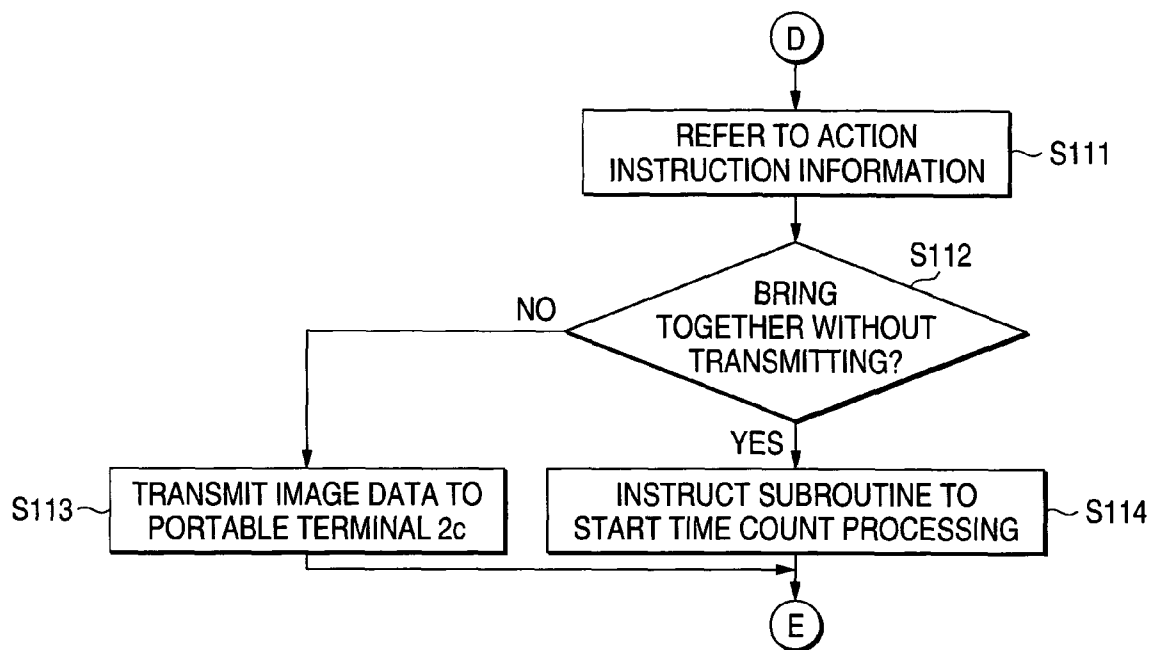 D
REFER TO ACTION
INSTRUCTION INFORMATION
S111
S112
BRING
TOGETHER WITHOUT
TRANSMITTING?
NO
YES
S113
TRANSMIT IMAGE DATA TO
PORTABLE TERMINAL 2c
INSTRUCT SUBROUTINE TO
START TIME COUNT PROCESSING
S114
E